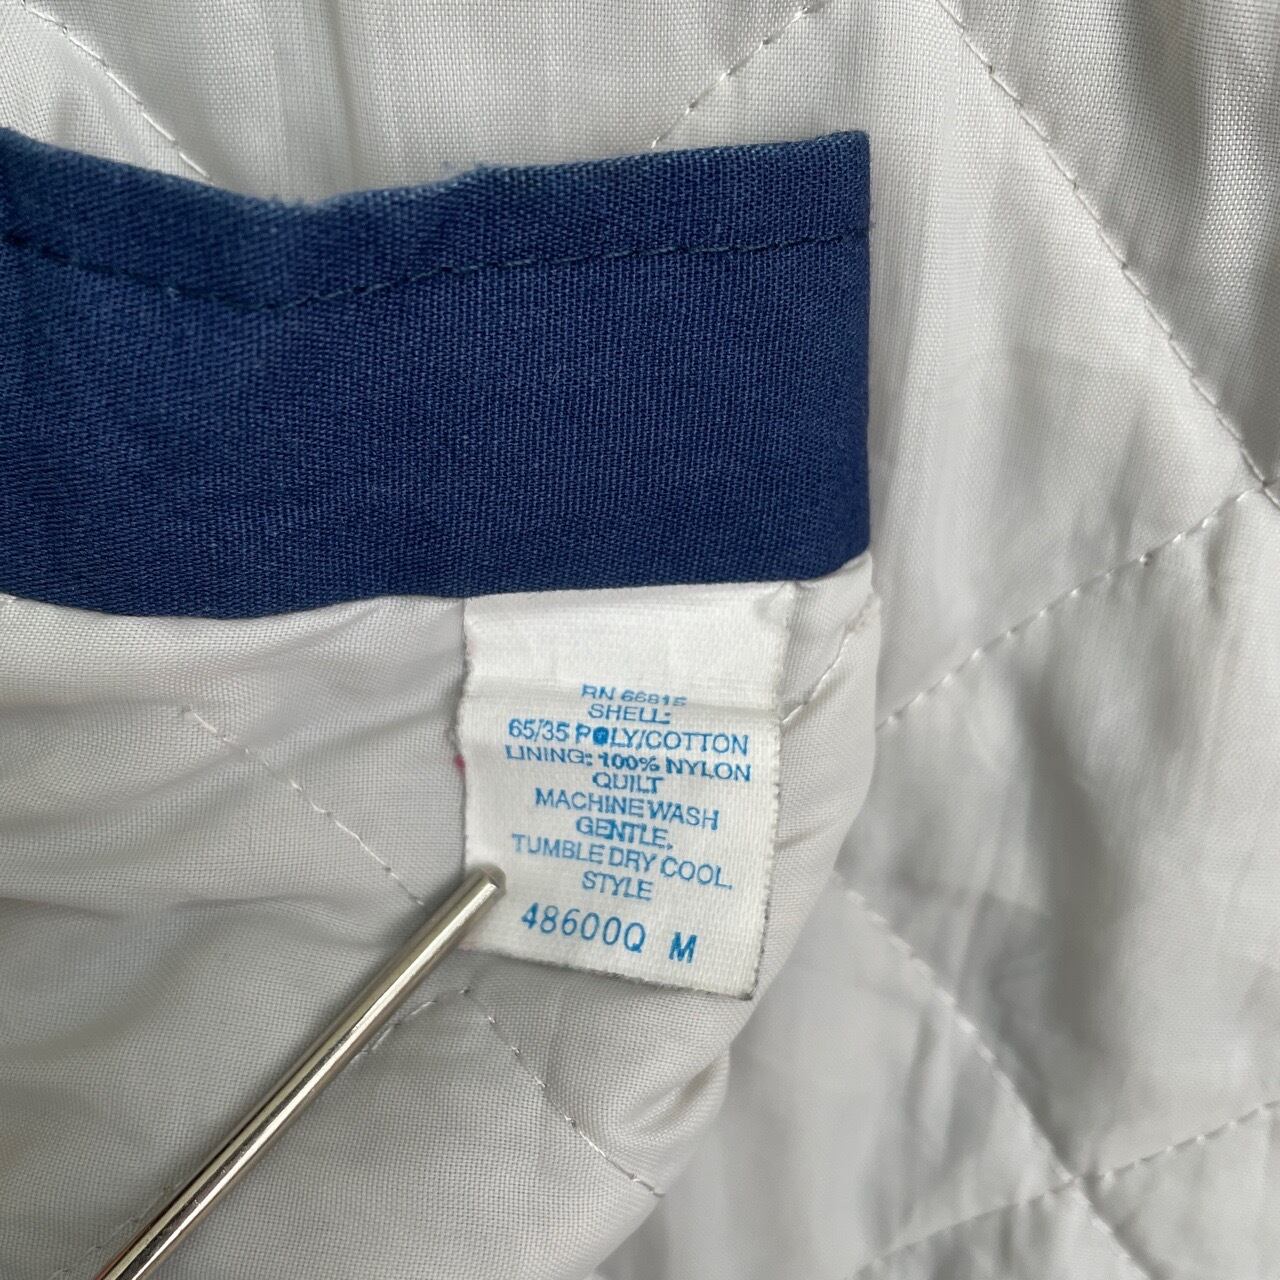 RN 66815
SHELL:
65/35 POLY/COTTON
LINING: 100% NYLON
QUILT
MACHINE WASH
GENTLE.
TUMBLE DRY COOL.
STYLE
48600Q M